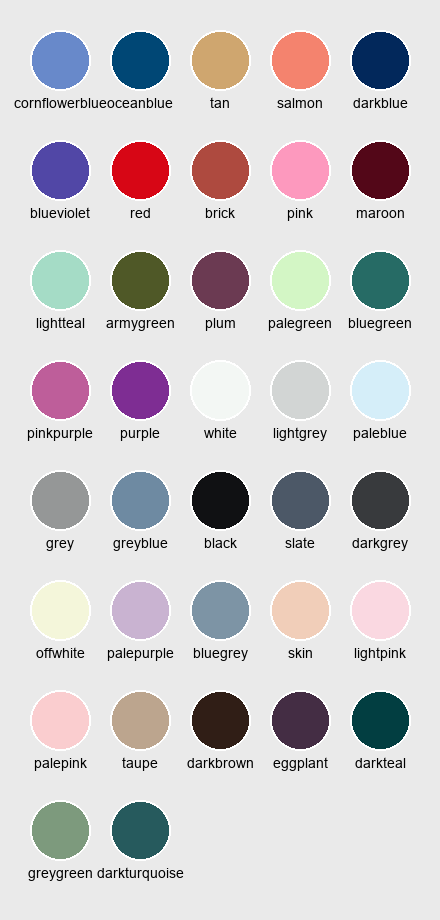 cornflowerblue oceanblue tan salmon darkblue
blueviolet red brick pink maroon
lightteal armygreen plum palegreen bluegreen
pinkpurple purple white lightgrey paleblue
grey greyblue black slate darkgrey
offwhite palepurple bluegrey skin lightpink
palepink taupe darkbrown eggplant darkteal
greygreen darkturquoise